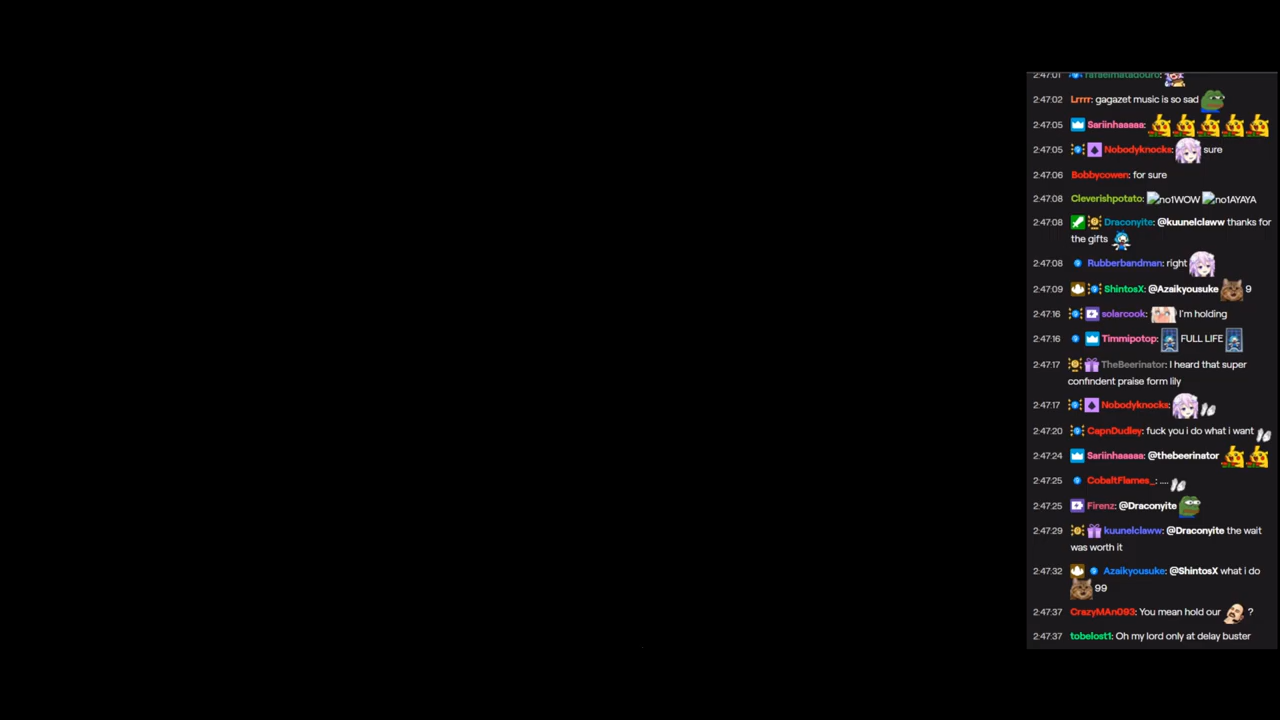 2:47:01 rafaelmatadouro:
2:47:02 Lrrrr: gagazet music is so sad
2:47:05 Sariinhaaaaa:
2:47:05 Nobodyknocks: sure
2:47:06 Bobbycowen: for sure
2:47:08 Cleverishpotato: no1WOW no1AYAYA
2:47:08 Draconyite: @kuunelclaww thanks for
the gifts
2:47:08 Rubberbandman: right
2:47:09 ShintosX: @Azaikyousuke 9
2:47:16 solarcook: I'm holding
2:47:16 Timmipotop: FULL LIFE
2:47:17 TheBeerinator: I heard that super
confindent praise form lily
2:47:17 Nobodyknocks:
2:47:20 CapnDudley: fuck you i do what i want
2:47:24 Sariinhaaaaa: @thebeerinator
2:47:25 CobaltFlames_: ....
2:47:25 Firenz: @Draconyite
2:47:29 kuunelclaww: @Draconyite the wait
was worth it
2:47:32 Azaikyousuke: @ShintosX what i do
99
2:47:37 CrazyMAn093: You mean hold our ?
2:47:37 tobelost1: Oh my lord only at delay buster